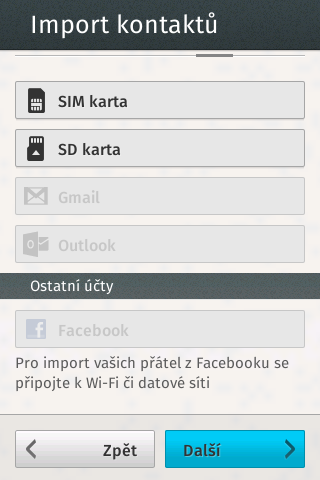 Import kontaktů
SIM karta
SD karta
Gmail
Outlook
Ostatní účty
Facebook
Pro import vašich přátel z Facebooku se
připojte k Wi-Fi či datové síti
Zpět
Další